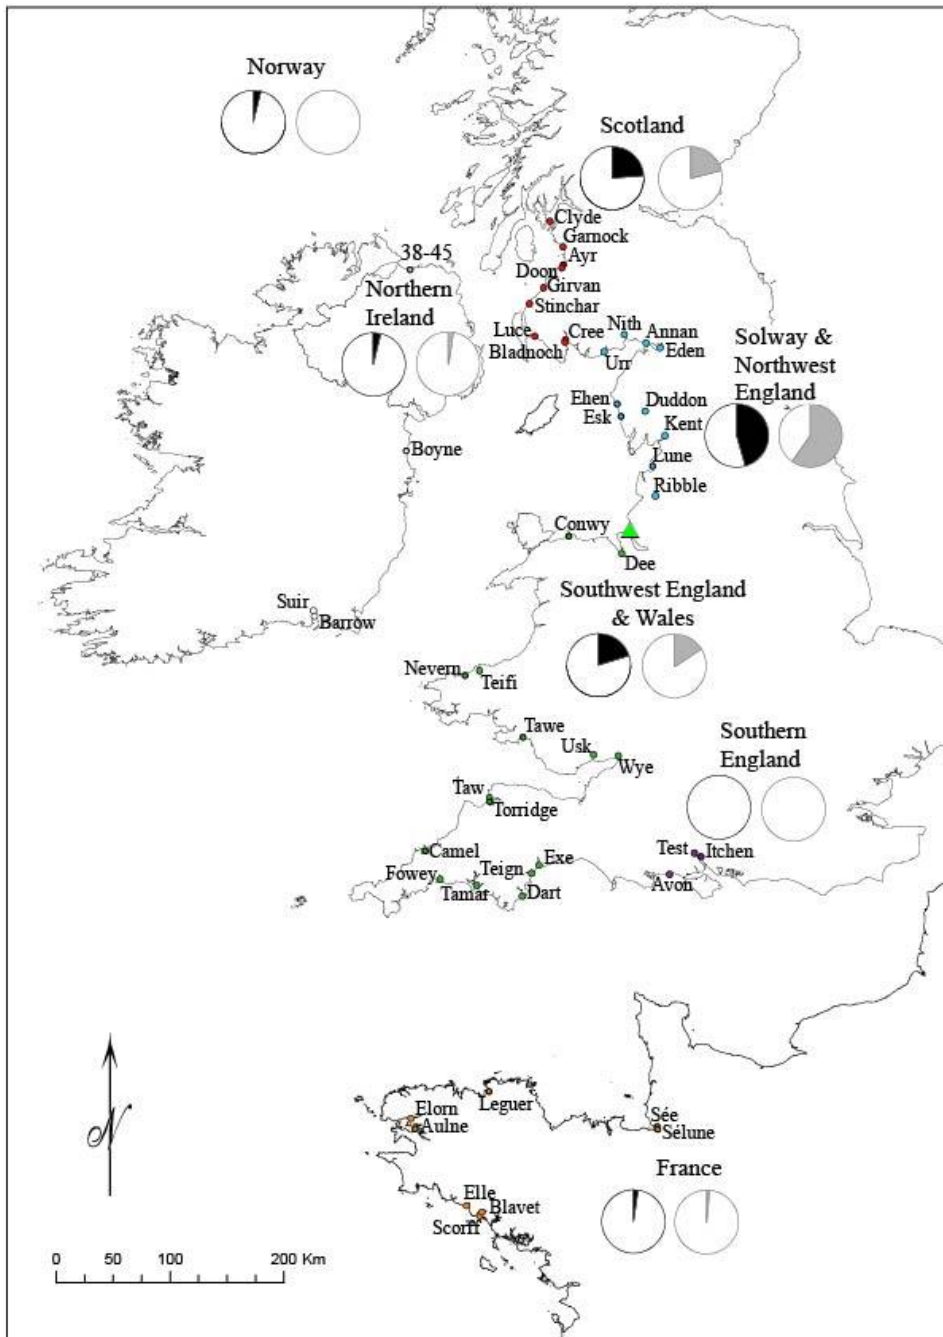 Norway
Scotland
Clyde
Garnock
Ayr
38-45
Doon
Girvan
Northern
Ireland
Stinchar
Luce
Cree
Nith
Annan
Bladnoch
Eden
Urr
Solway &
Northwest
England
Ehen
Duddon
Esk
Kent
Boyne
Lune
Ribble
Conwy
Dee
Southwest England
& Wales
Suir
Barrow
Nevern
Teifi
Tawe
Usk
Wye
Southern
England
Taw
Torridge
Camel
Exe
Test
Itchen
Teign
Fowey
Avon
Tamar
Dart
N
Leguer
Elorn
Aulne
Sée
Sélune
France
Elle
Blavet
Scorff
0 50 100 200 Km